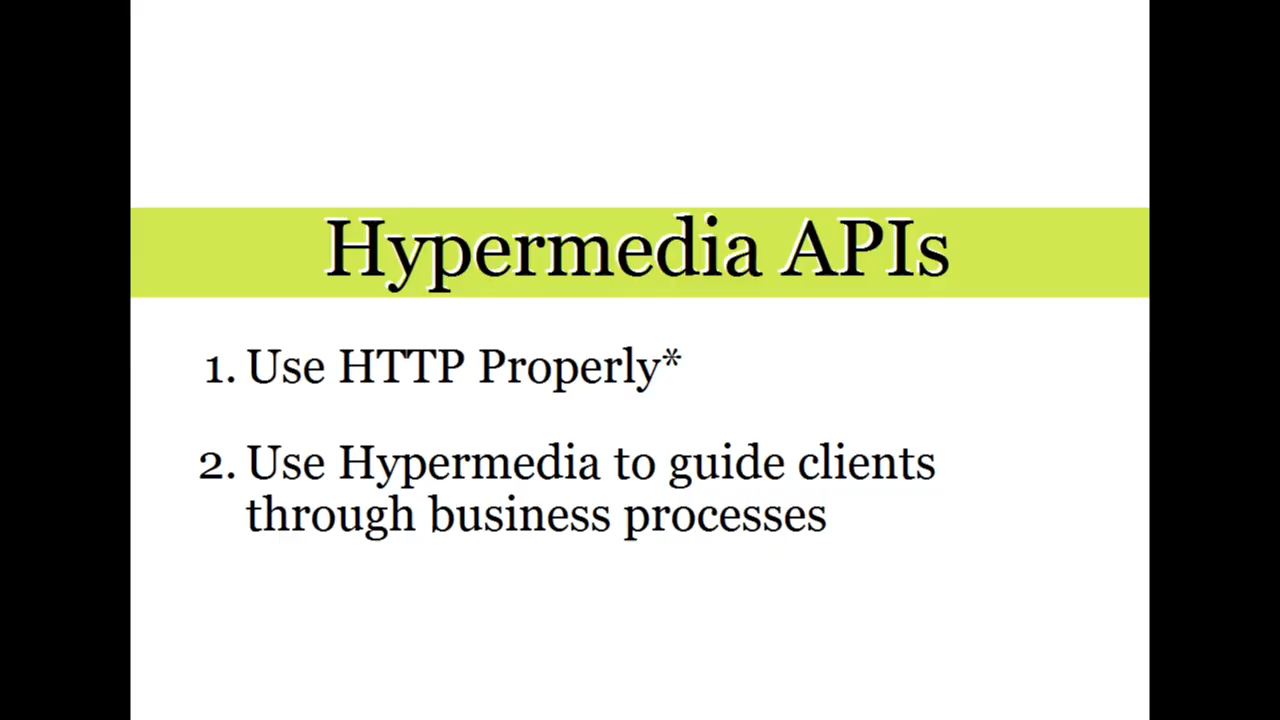 Hypermedia APIs
1. Use HTTP Properly*
2. Use Hypermedia to guide clients
through business processes